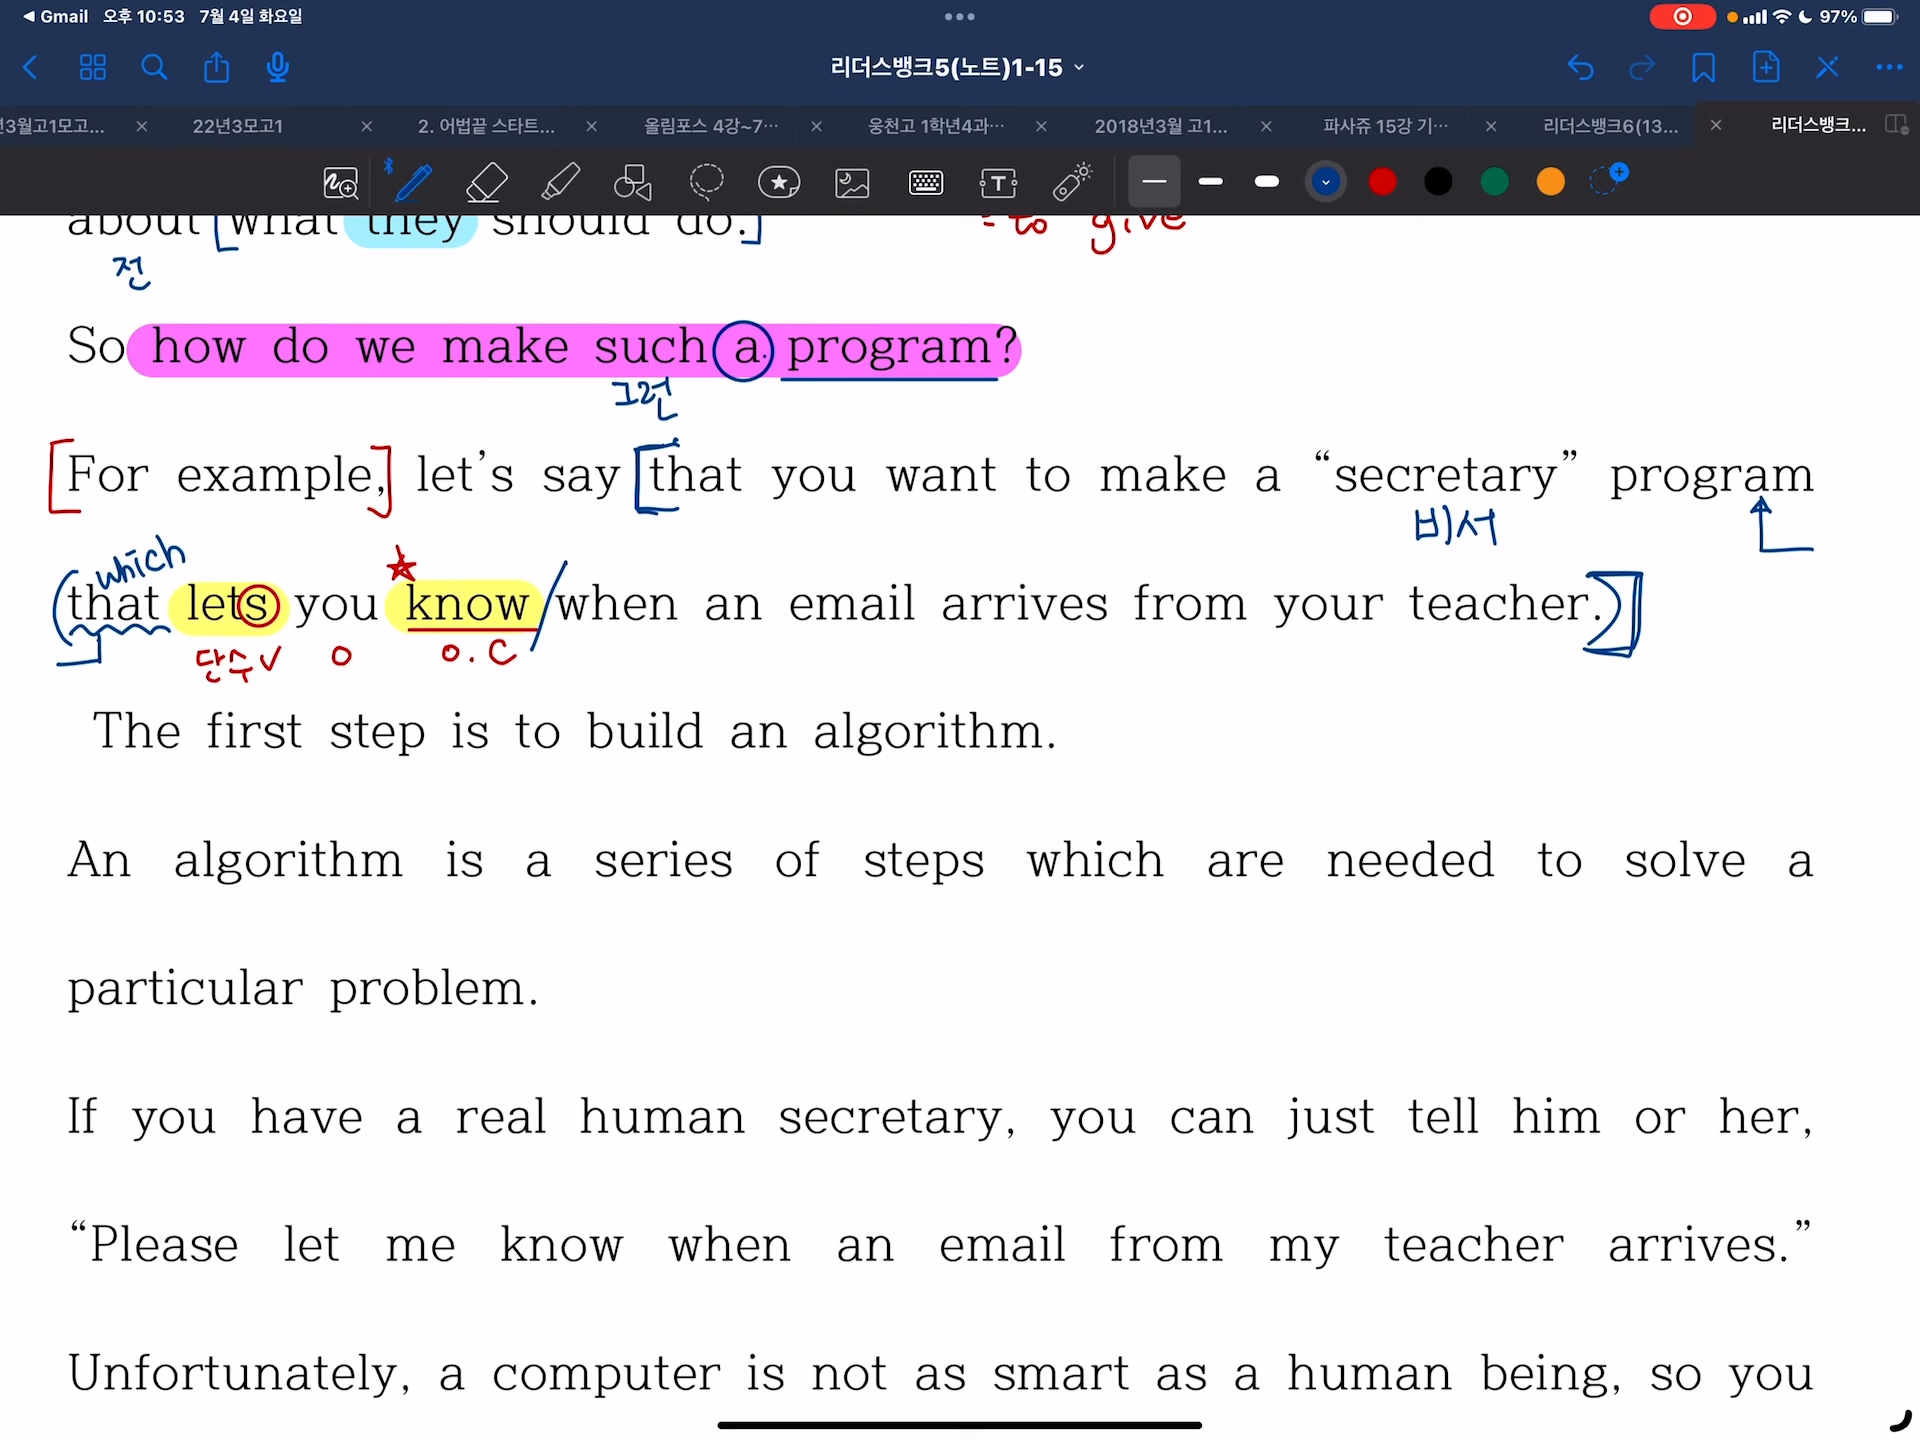 Gmail 오후 10:53 7월 4일 화요일
97%
리더스뱅크5(노트)1-15
3월고1모고... 22년3모고1 2. 어법끝 스타트... 올림포스 4강~7... 웅천고 1학년4과... 2018년3월 고1... 파사쥬 15강 기... 리더스뱅크6(13... 리더스뱅크...
about [what they should do.] = to give
전
So how do we make such a program?
그런
[For example,] let's say [that you want to make a “secretary” program
비서
which
(that lets you know / when an email arrives from your teacher.)]
단수V O O.C
The first step is to build an algorithm.
An algorithm is a series of steps which are needed to solve a
particular problem.
If you have a real human secretary, you can just tell him or her,
“Please let me know when an email from my teacher arrives.”
Unfortunately, a computer is not as smart as a human being, so you